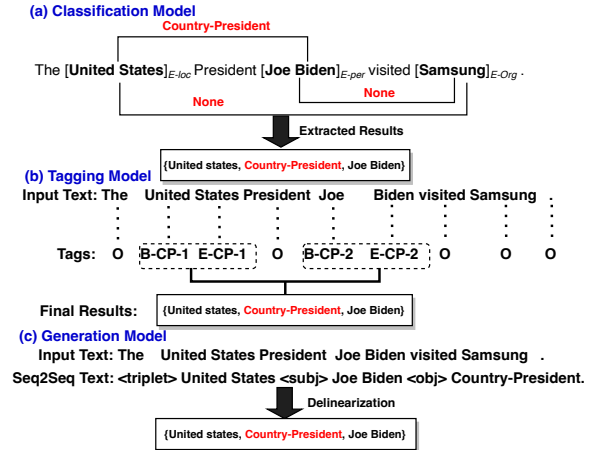 (a) Classification Model
Country-President
The [United States]E-loc President [Joe Biden]E-per visited [Samsung]E-Org .
None
None
Extracted Results
{United states, Country-President, Joe Biden}
(b) Tagging Model
Input Text: The United States President Joe Biden visited Samsung .
Tags: O B-CP-1 E-CP-1 O B-CP-2 E-CP-2 O O O
Final Results: {United states, Country-President, Joe Biden}
(c) Generation Model
Input Text: The United States President Joe Biden visited Samsung .
Seq2Seq Text: <triplet> United States <subj> Joe Biden <obj> Country-President.
Delinearization
{United states, Country-President, Joe Biden}